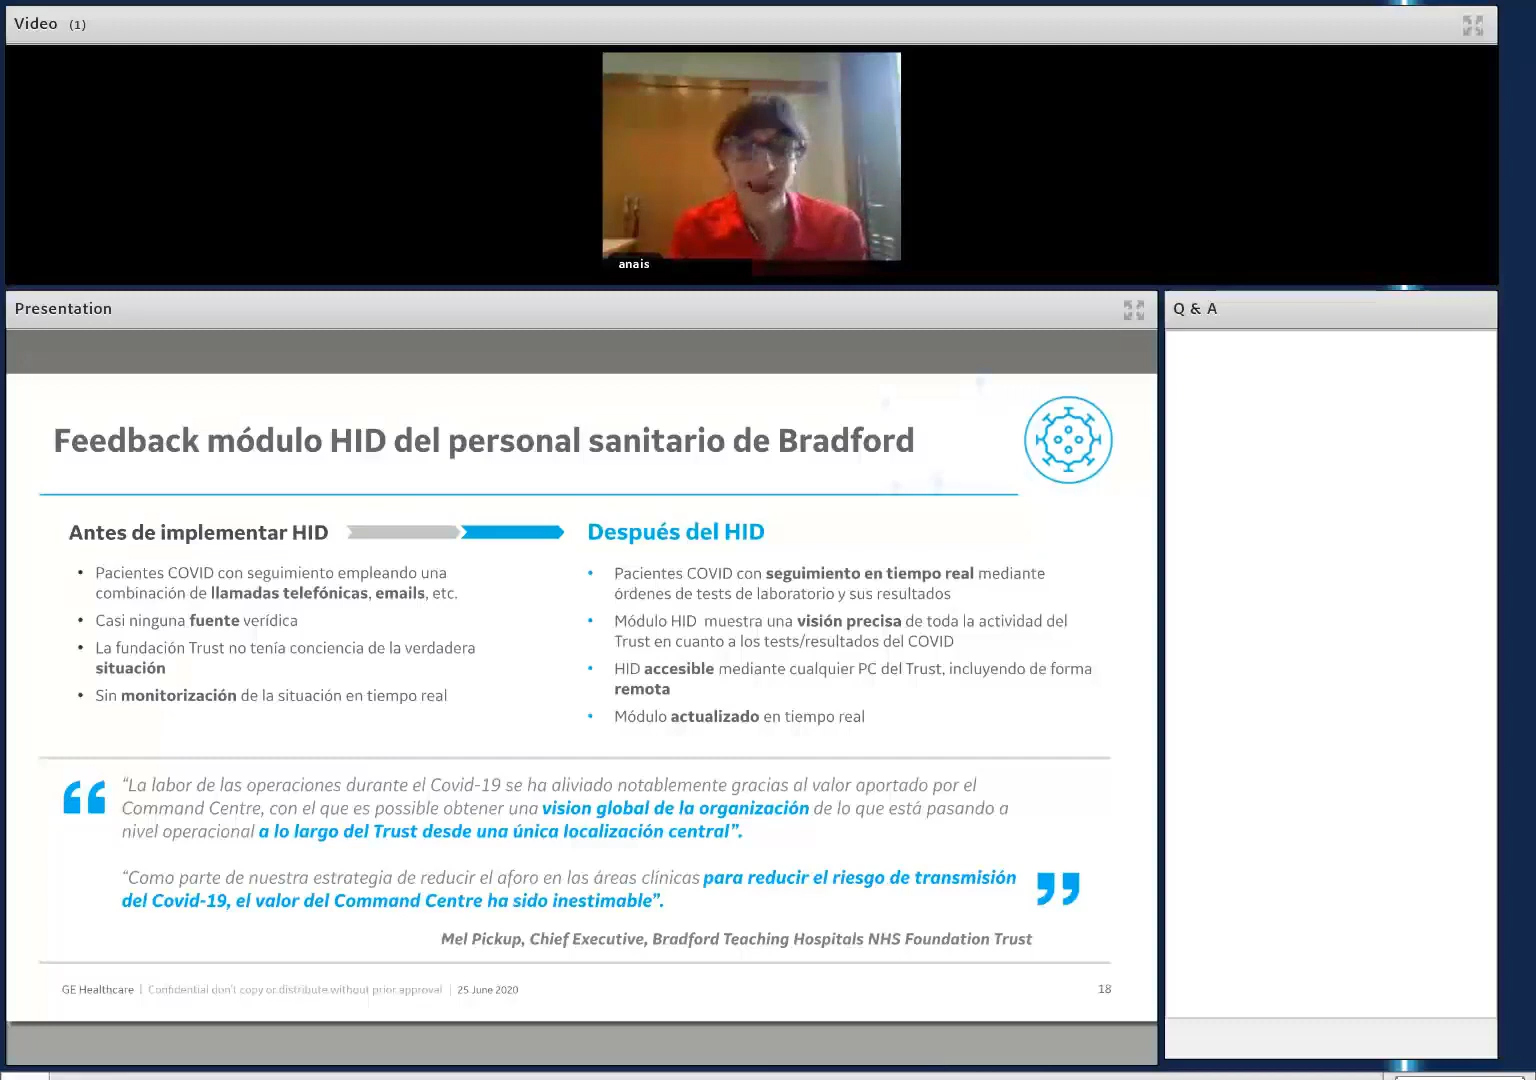 Video (1)
anais
Presentation
Q & A
Feedback módulo HID del personal sanitario de Bradford
Antes de implementar HID
Después del HID
• Pacientes COVID con seguimiento empleando una
combinación de llamadas telefónicas, emails, etc.
• Casi ninguna fuente verídica
• La fundación Trust no tenía conciencia de la verdadera
situación
• Sin monitorización de la situación en tiempo real
• Pacientes COVID con seguimiento en tiempo real mediante
órdenes de tests de laboratorio y sus resultados
• Módulo HID muestra una visión precisa de toda la actividad del
Trust en cuanto a los tests/resultados del COVID
• HID accesible mediante cualquier PC del Trust, incluyendo de forma
remota
• Módulo actualizado en tiempo real
“La labor de las operaciones durante el Covid-19 se ha aliviado notablemente gracias al valor aportado por el
Command Centre, con el que es possible obtener una vision global de la organización de lo que está pasando a
nivel operacional a lo largo del Trust desde una única localización central”.
“Como parte de nuestra estrategia de reducir el aforo en las áreas clínicas para reducir el riesgo de transmisión
del Covid-19, el valor del Command Centre ha sido inestimable”.
Mel Pickup, Chief Executive, Bradford Teaching Hospitals NHS Foundation Trust
GE Healthcare | Confidential don't copy or distribute without prior approval | 25 June 2020
18